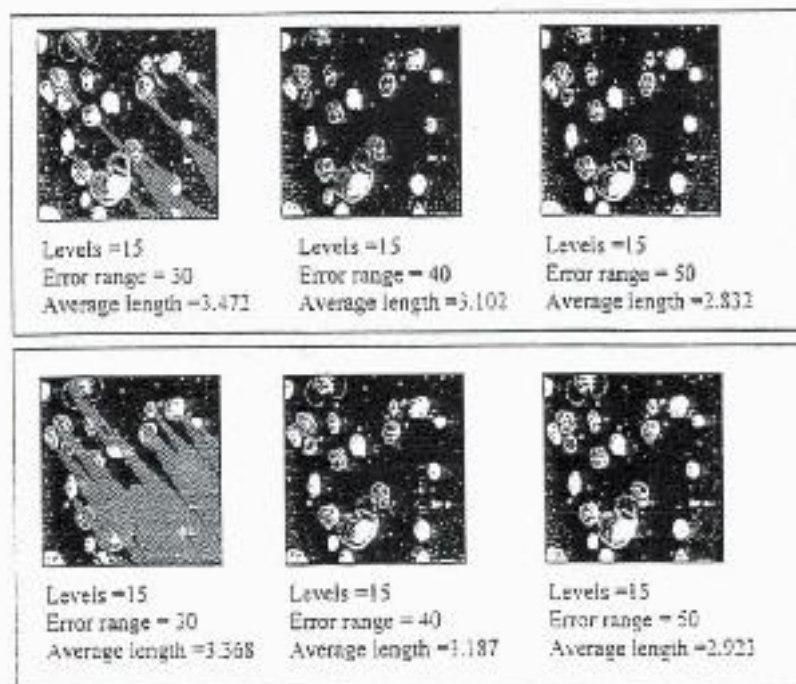 Levels =15
Error range = 30
Average length =3.472
Levels =15
Error range = 40
Average length =3.102
Levels =15
Error range = 50
Average length =2.832
Levels =15
Error range = 30
Average length =3.368
Levels =15
Error range = 40
Average length =
Levels =15
Error range = 50
Average length =2.923